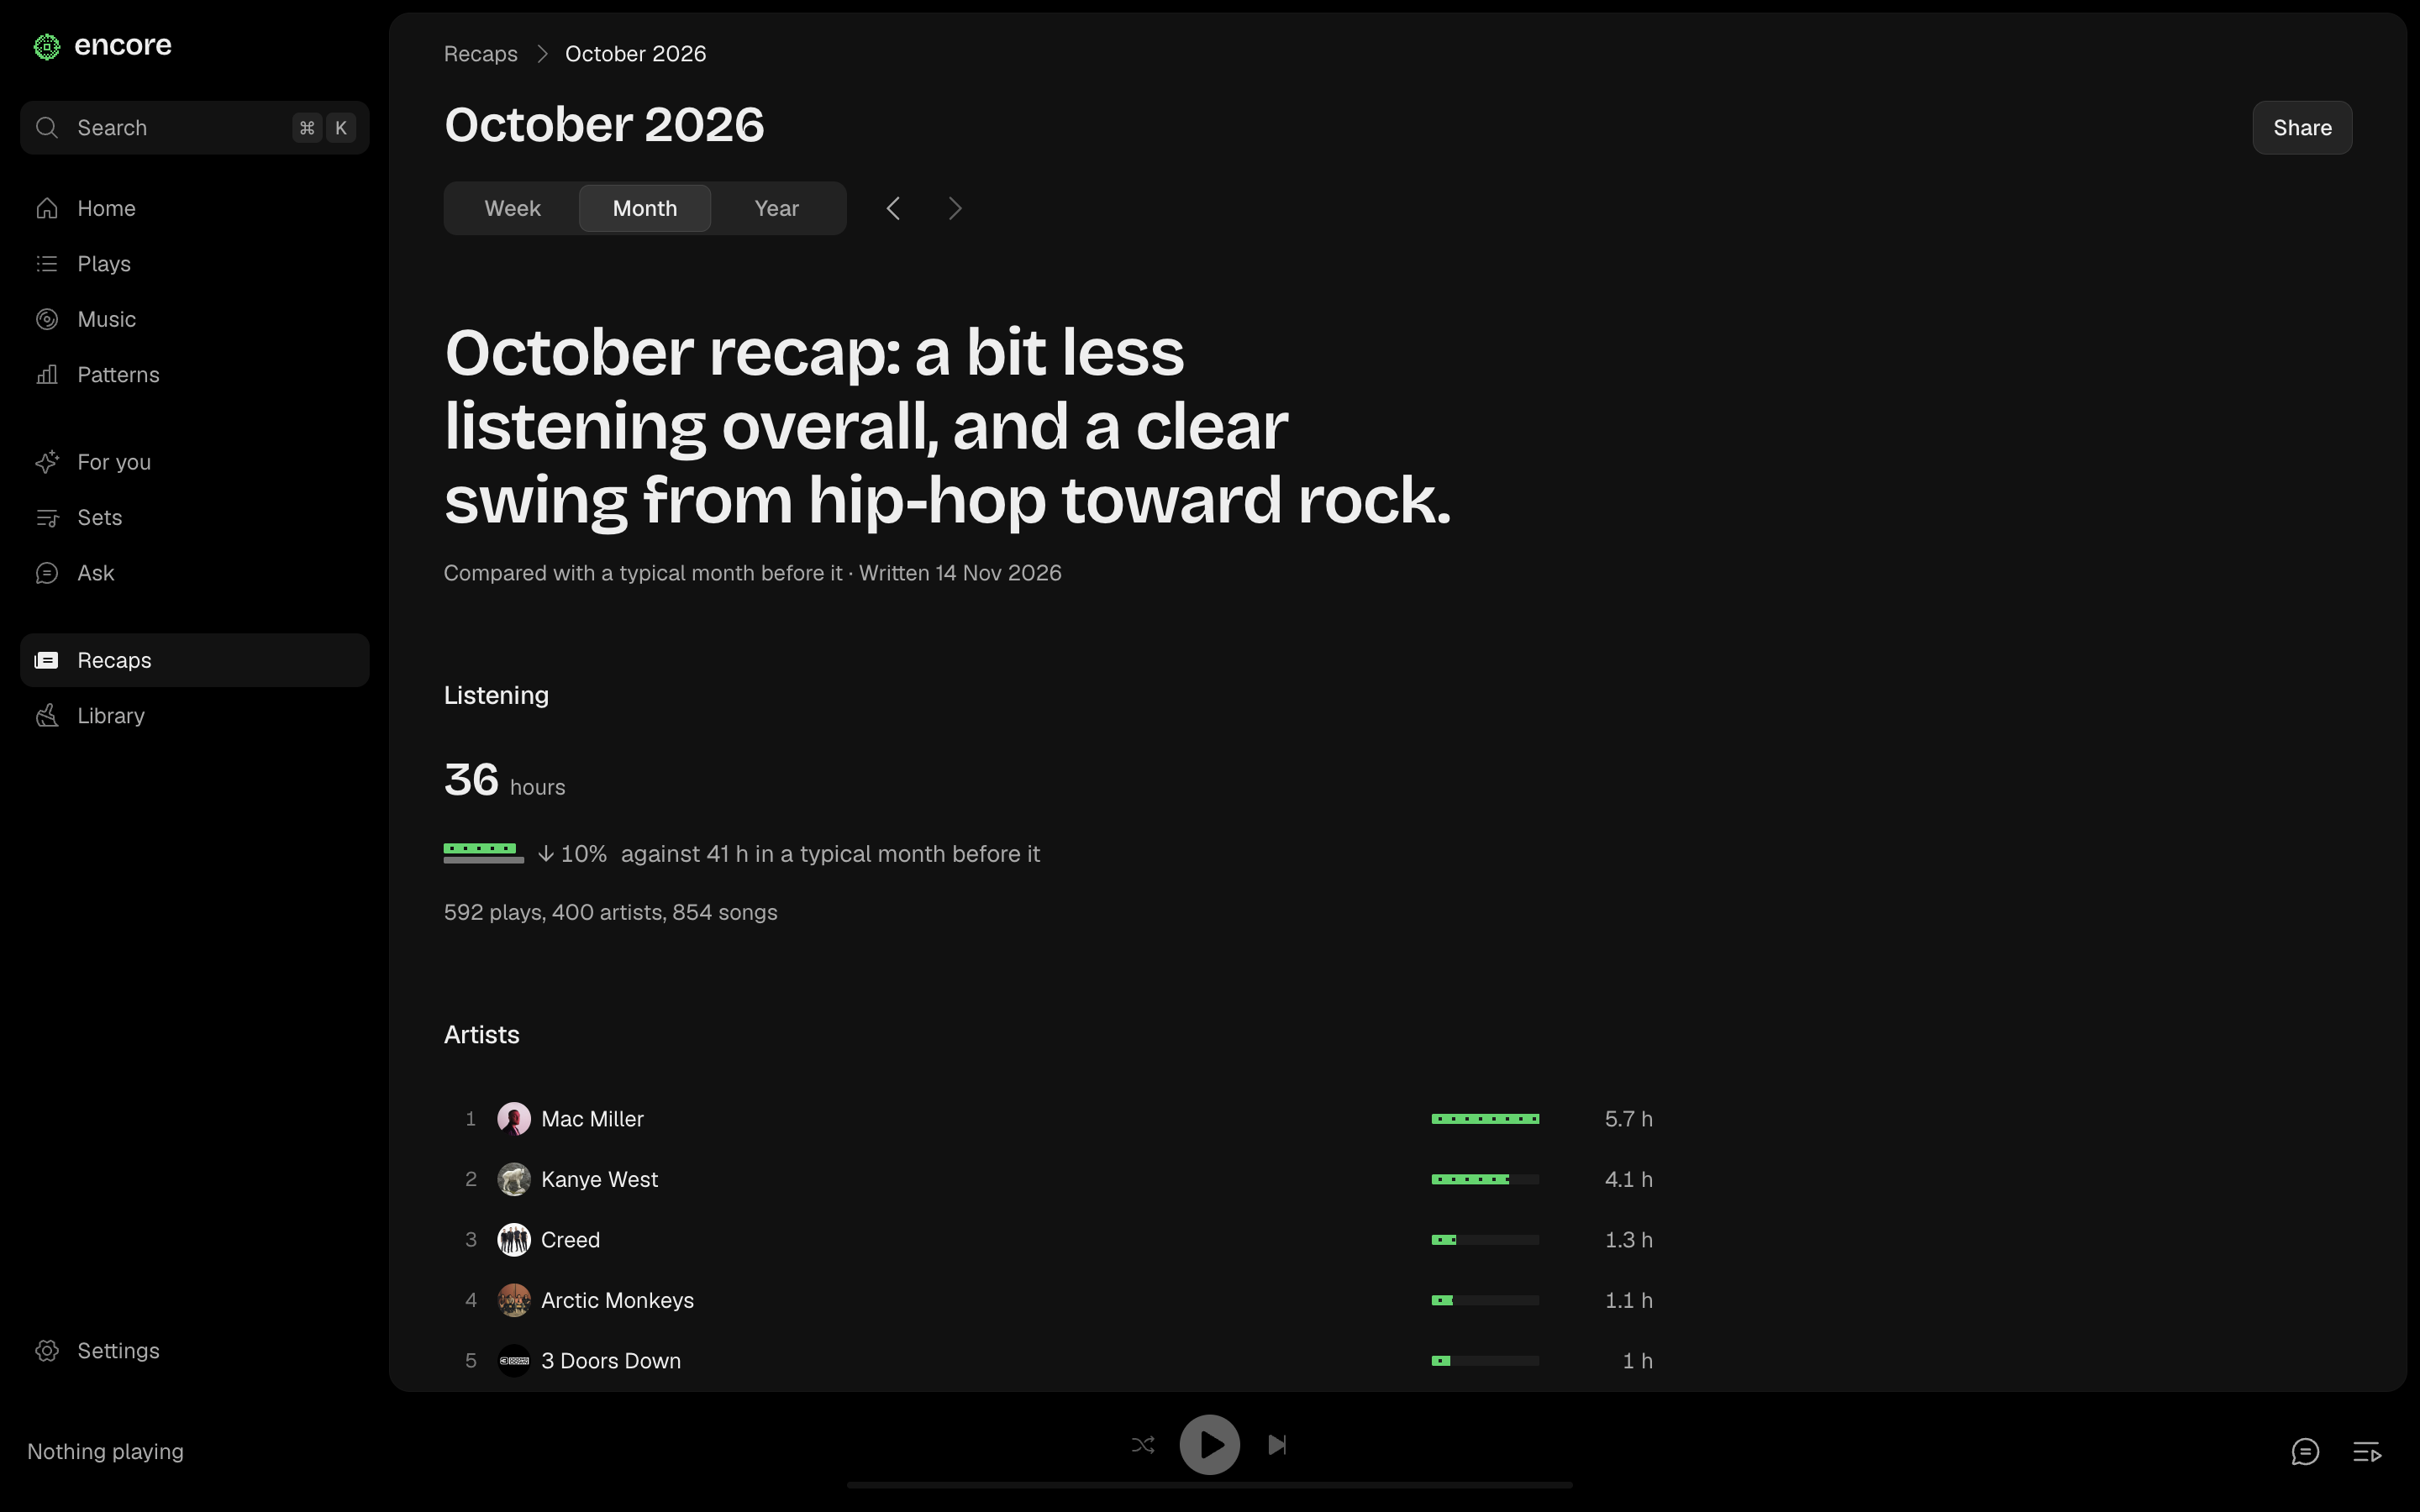 encore
Search ⌘ K
Home
Plays
Music
Patterns
For you
Sets
Ask
Recaps
Library
Settings
Recaps > October 2026
October 2026
Share
Week Month Year
October recap: a bit less
listening overall, and a clear
swing from hip-hop toward rock.
Compared with a typical month before it · Written 14 Nov 2026
Listening
36 hours
↓ 10% against 41 h in a typical month before it
592 plays, 400 artists, 854 songs
Artists
1 Mac Miller 5.7 h
2 Kanye West 4.1 h
3 Creed 1.3 h
4 Arctic Monkeys 1.1 h
5 3 Doors Down 1 h
Nothing playing